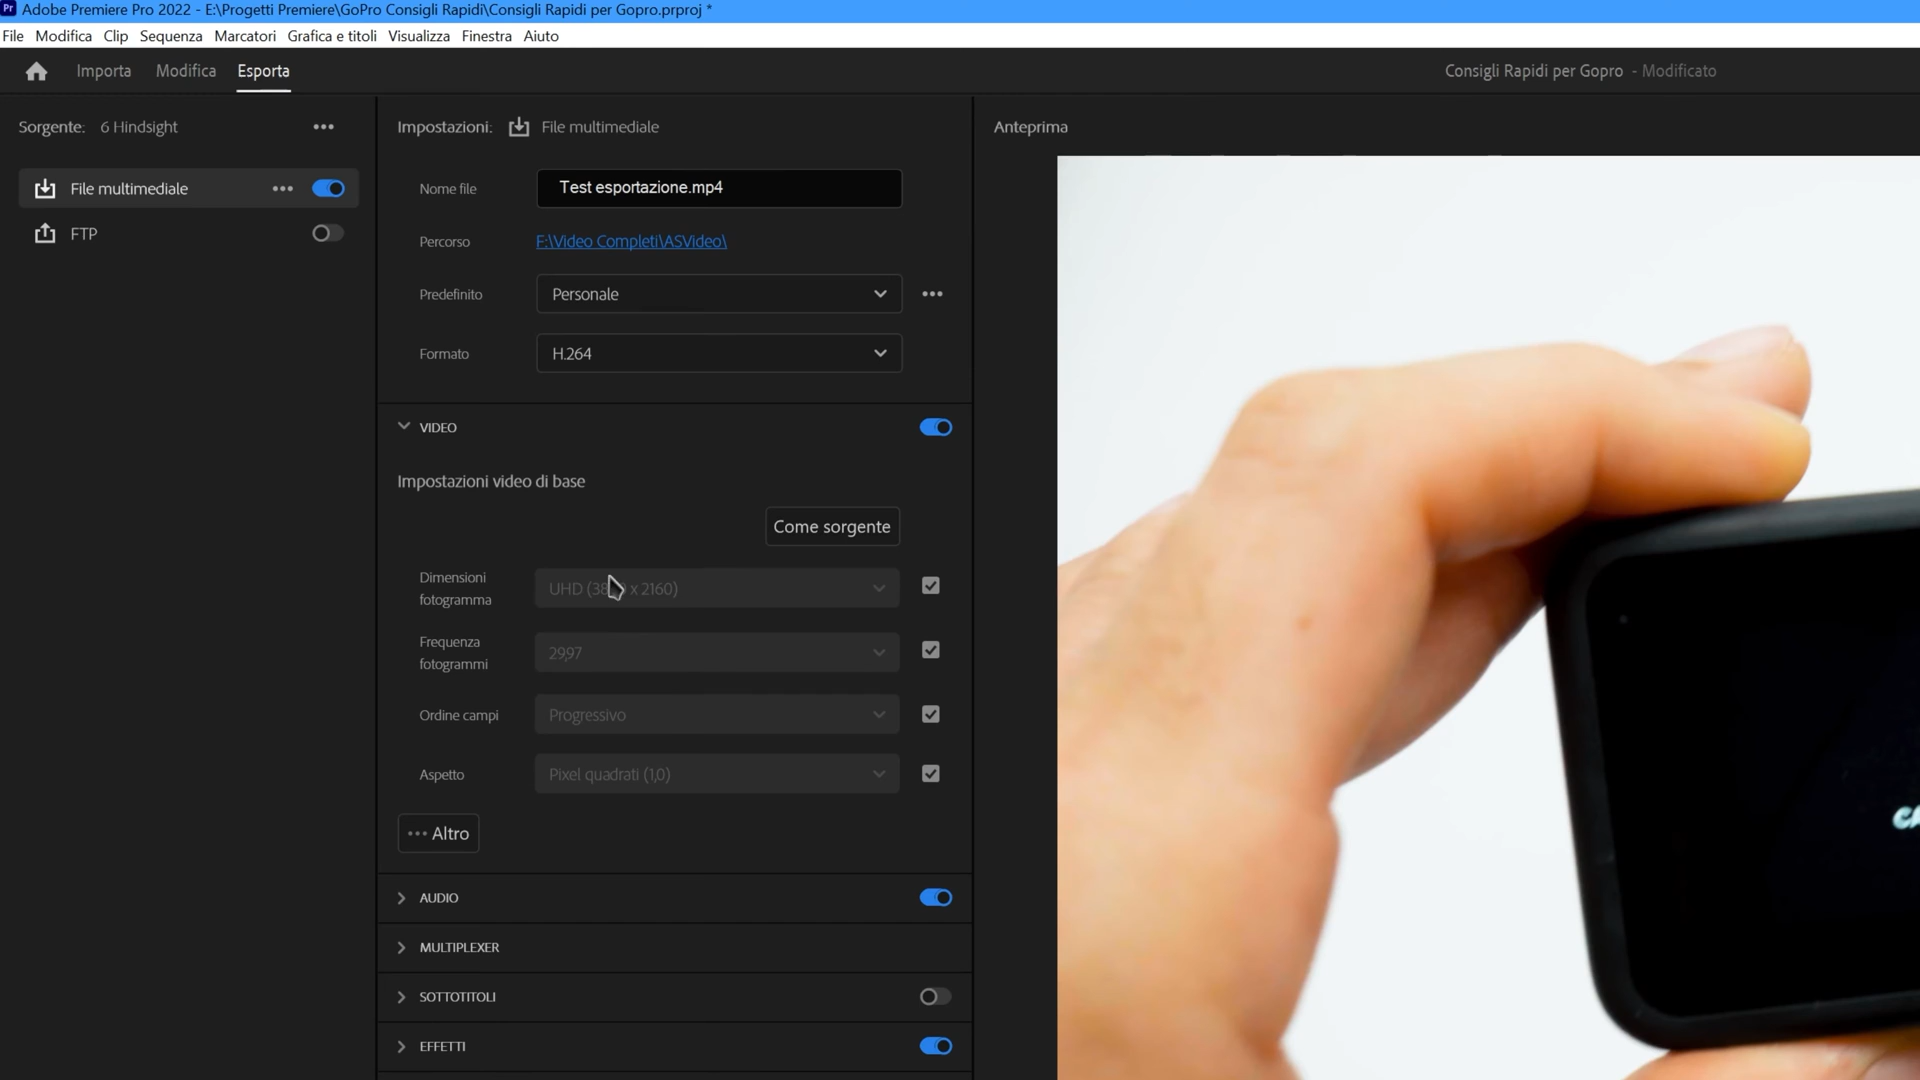 Adobe Premiere Pro 2022 - E:\Progetti Premiere\GoPro Consigli Rapidi\Consigli Rapidi per Gopro.prproj *
File Modifica Clip Sequenza Marcatori Grafica e titoli Visualizza Finestra Aiuto
Importa Modifica Esporta
Consigli Rapidi per Gopro - Modificato
Sorgente: 6 Hindsight
File multimediale
FTP
Impostazioni: File multimediale
Nome file Test esportazione.mp4
Percorso F:\Video Completi\ASVideo\
Predefinito Personale
Formato H.264
VIDEO
Impostazioni video di base
Come sorgente
Dimensioni
fotogramma
UHD x 2160)
Frequenza
fotogrammi
29,97
Ordine campi Progressivo
Aspetto Pixel quadrati (1,0)
Altro
AUDIO
MULTIPLEXER
SOTTOTITOLI
EFFETTI
Anteprima